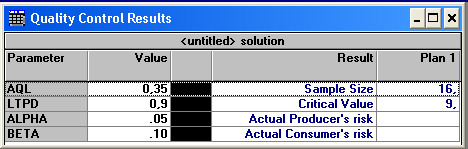 Quality Control Results
<untitled> solution
Parameter Value Result Plan 1
AQL 0,35 Sample Size 16,
LTPD 0,9 Critical Value 9,
ALPHA .05 Actual Producer's risk
BETA .10 Actual Consumer's risk